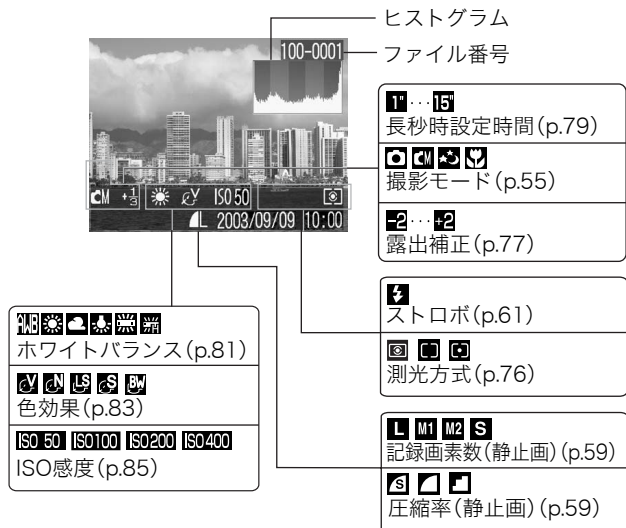 ヒストグラム
100-0001
ファイル番号
1" … 15"
長秒時設定時間(p.79)
CM
撮影モード(p.55)
-2 … +2
露出補正(p.77)
CM +1/3 V ISO 50
L 2003/09/09 10:00
ストロボ(p.61)
測光方式(p.76)
AWB
ホワイトバランス(p.81)
V N LS S BW
色効果(p.83)
ISO 50 ISO100 ISO200 ISO400
ISO感度(p.85)
L M1 M2 S
記録画素数(静止画)(p.59)
S
圧縮率(静止画)(p.59)